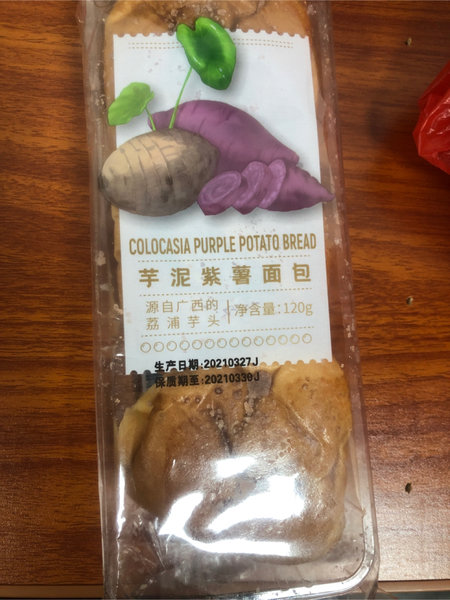 COLOCASIA PURPLE POTATO BREAD
芋泥紫薯面包
源自广西的
荔浦芋头
净含量:120g
生产日期:20210327J
保质期至:20210330J